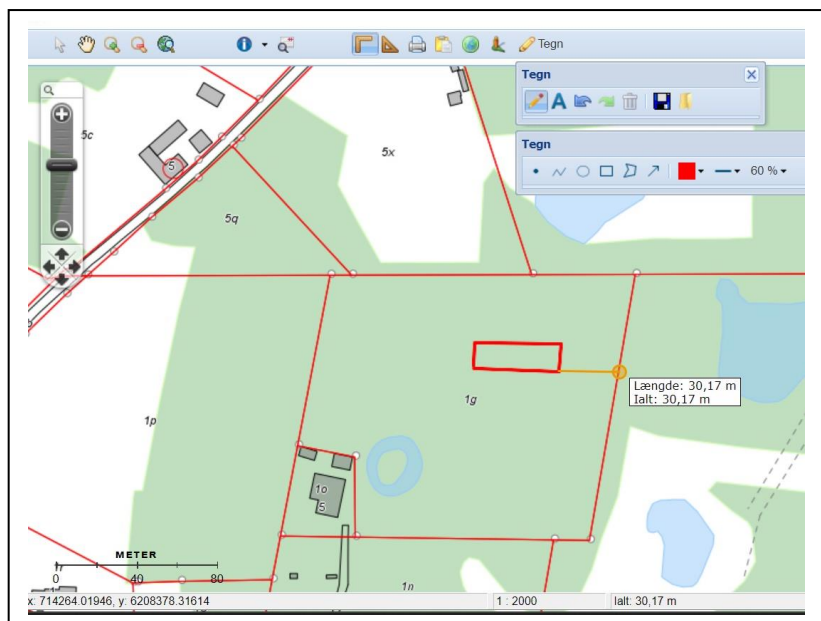 Tegn
Tegn
5c
5
5x
Tegn
60 %
5q
Længde: 30,17 m
Ialt: 30,17 m
1g
1p
1o
5
METER
0 40 80
1n
x: 714264.01946, y: 6208378.31614 1 : 2000 Ialt: 30,17 m